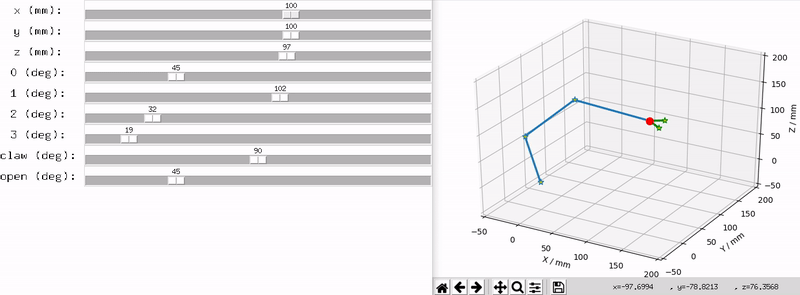 x (mm): 100
y (mm): 100
z (mm): 97
0 (deg): 45
1 (deg): 102
2 (deg): 32
3 (deg): 19
claw (deg): 90
open (deg): 45
200
150
100
50
0
−50
Z / mm
−50
0
50
100
150
200
X / mm
−50
0
50
100
150
200
Y / mm
x=-97.6994 , y=-78.8213 , z=76.3568